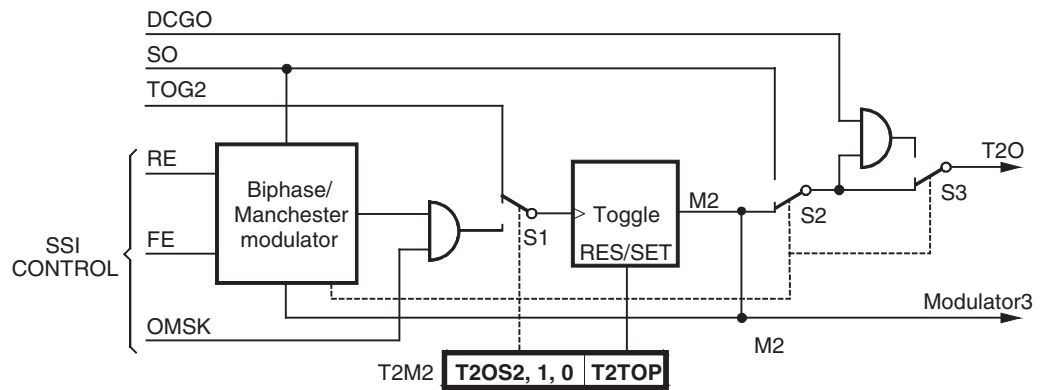 DCGO
SO
TOG2
RE
Biphase/
Manchester
modulator
FE
SSI
CONTROL
OMSK
S1
Toggle
RES/SET
M2
S2
S3
T2O
Modulator3
M2
T2M2
T2OS2, 1, 0
T2TOP